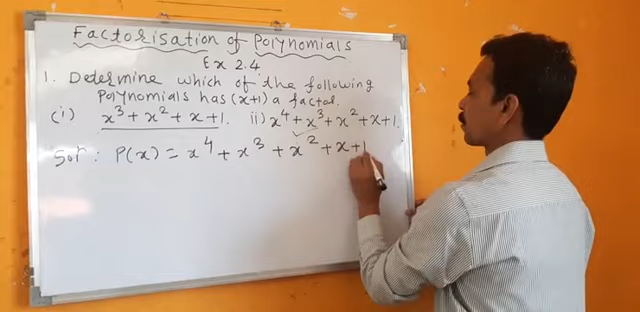 Factorisation of Polynomials
Ex 2.4
1. Determine which of the following
Polynomials has (x+1) a factor.
(i) x³ + x² + x + 1. ii) x⁴ + x³ + x² + x + 1.
Sol: P(x) = x⁴ + x³ + x² + x + 1